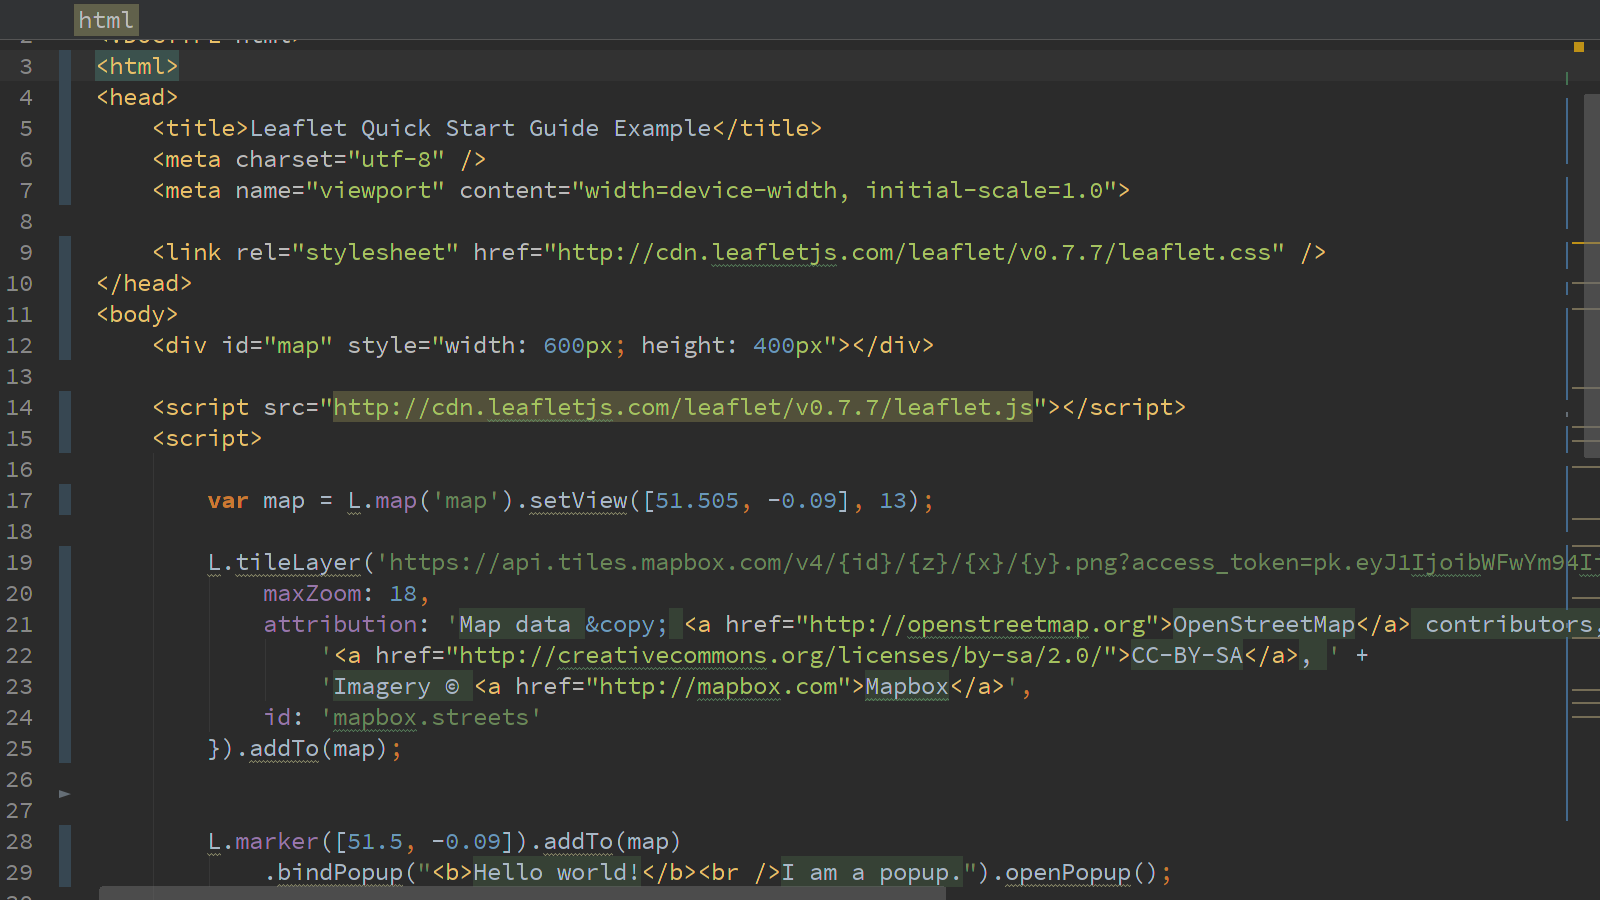 html
2 <!DOCTYPE html>
3 <html>
4 <head>
5 <title>Leaflet Quick Start Guide Example</title>
6 <meta charset="utf-8" />
7 <meta name="viewport" content="width=device-width, initial-scale=1.0">
8
9 <link rel="stylesheet" href="http://cdn.leafletjs.com/leaflet/v0.7.7/leaflet.css" />
10 </head>
11 <body>
12 <div id="map" style="width: 600px; height: 400px"></div>
13
14 <script src="http://cdn.leafletjs.com/leaflet/v0.7.7/leaflet.js"></script>
15 <script>
16
17 var map = L.map('map').setView([51.505, -0.09], 13);
18
19 L.tileLayer('https://api.tiles.mapbox.com/v4/{id}/{z}/{x}/{y}.png?access_token=pk.eyJ1IjoibWFwYm94I
20 maxZoom: 18,
21 attribution: 'Map data &copy; <a href="http://openstreetmap.org">OpenStreetMap</a> contributors,
22 '<a href="http://creativecommons.org/licenses/by-sa/2.0/">CC-BY-SA</a>, ' +
23 'Imagery © <a href="http://mapbox.com">Mapbox</a>',
24 id: 'mapbox.streets'
25 }).addTo(map);
26
27
28 L.marker([51.5, -0.09]).addTo(map)
29 .bindPopup("<b>Hello world!</b><br />I am a popup.").openPopup();